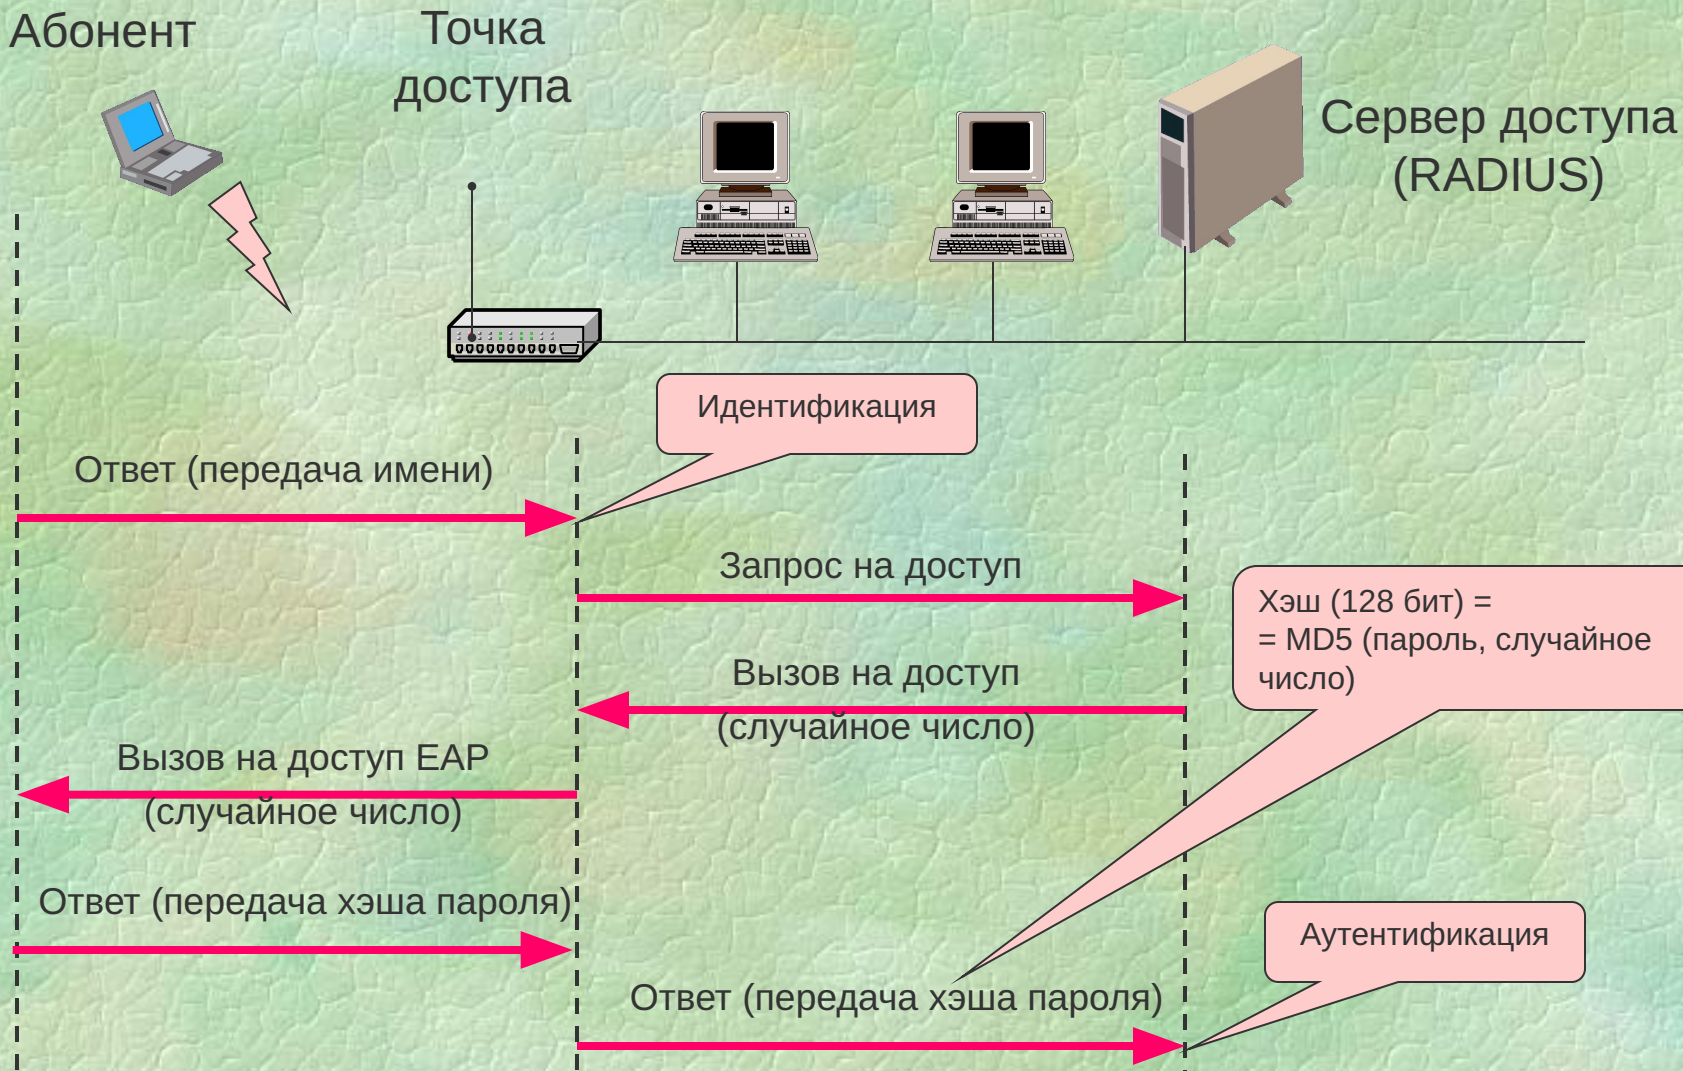 Абонент
Точка
доступа
Сервер доступа
(RADIUS)
Идентификация
Ответ (передача имени)
Запрос на доступ
Хэш (128 бит) =
= MD5 (пароль, случайное
число)
Вызов на доступ
(случайное число)
Вызов на доступ EAP
(случайное число)
Ответ (передача хэша пароля)
Аутентификация
Ответ (передача хэша пароля)